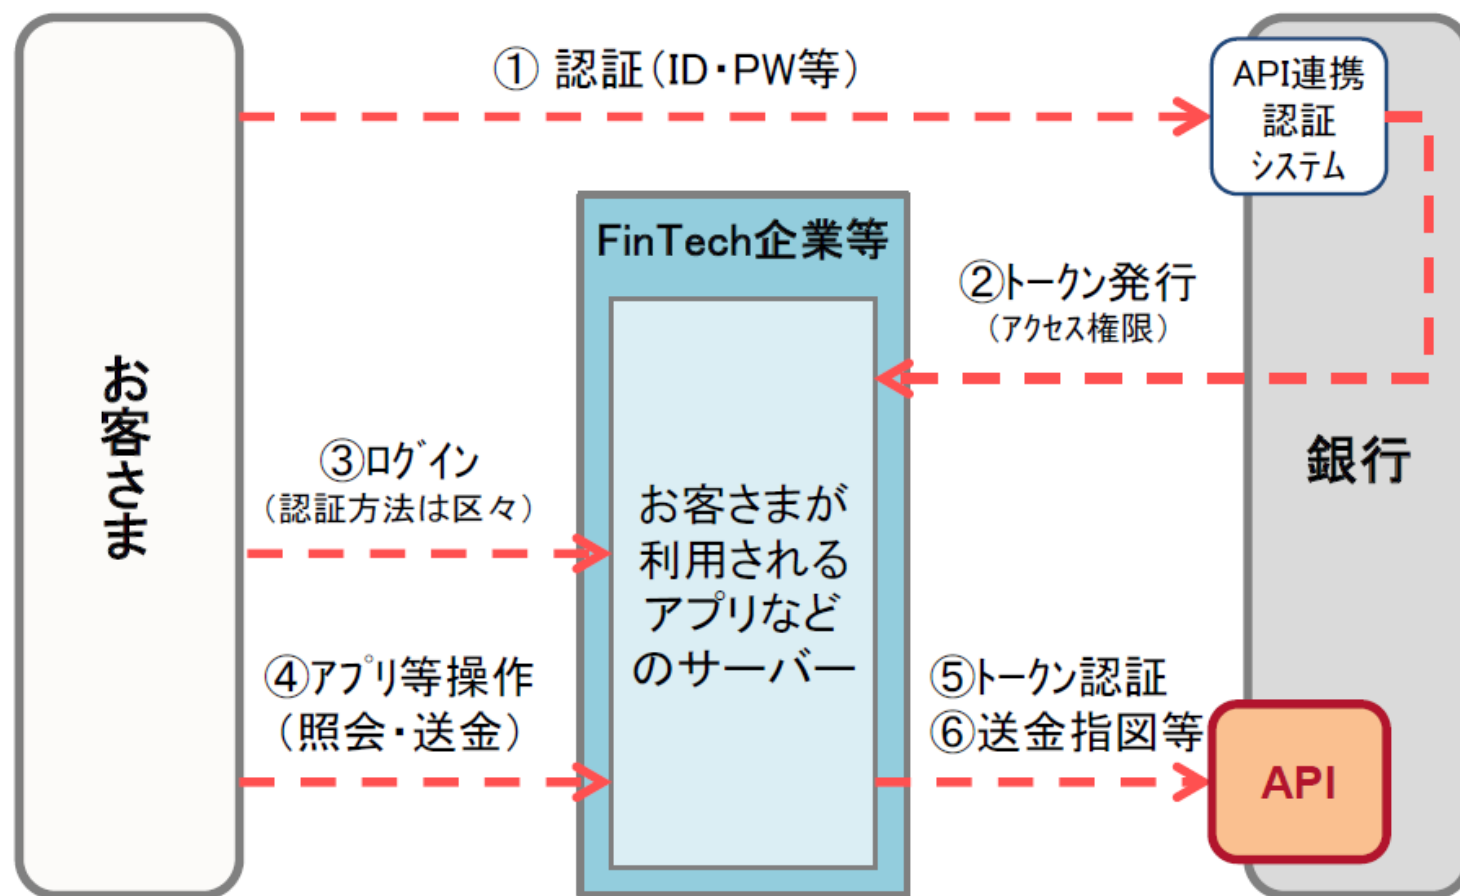 ① 認証(ID・PW等)
API連携
認証
システム
FinTech企業等
②トークン発行
(アクセス権限)
お客さま
③ログイン
(認証方法は区々)
銀行
お客さまが
利用される
アプリなど
のサーバー
④アプリ等操作
(照会・送金)
⑤トークン認証
⑥送金指図等
API